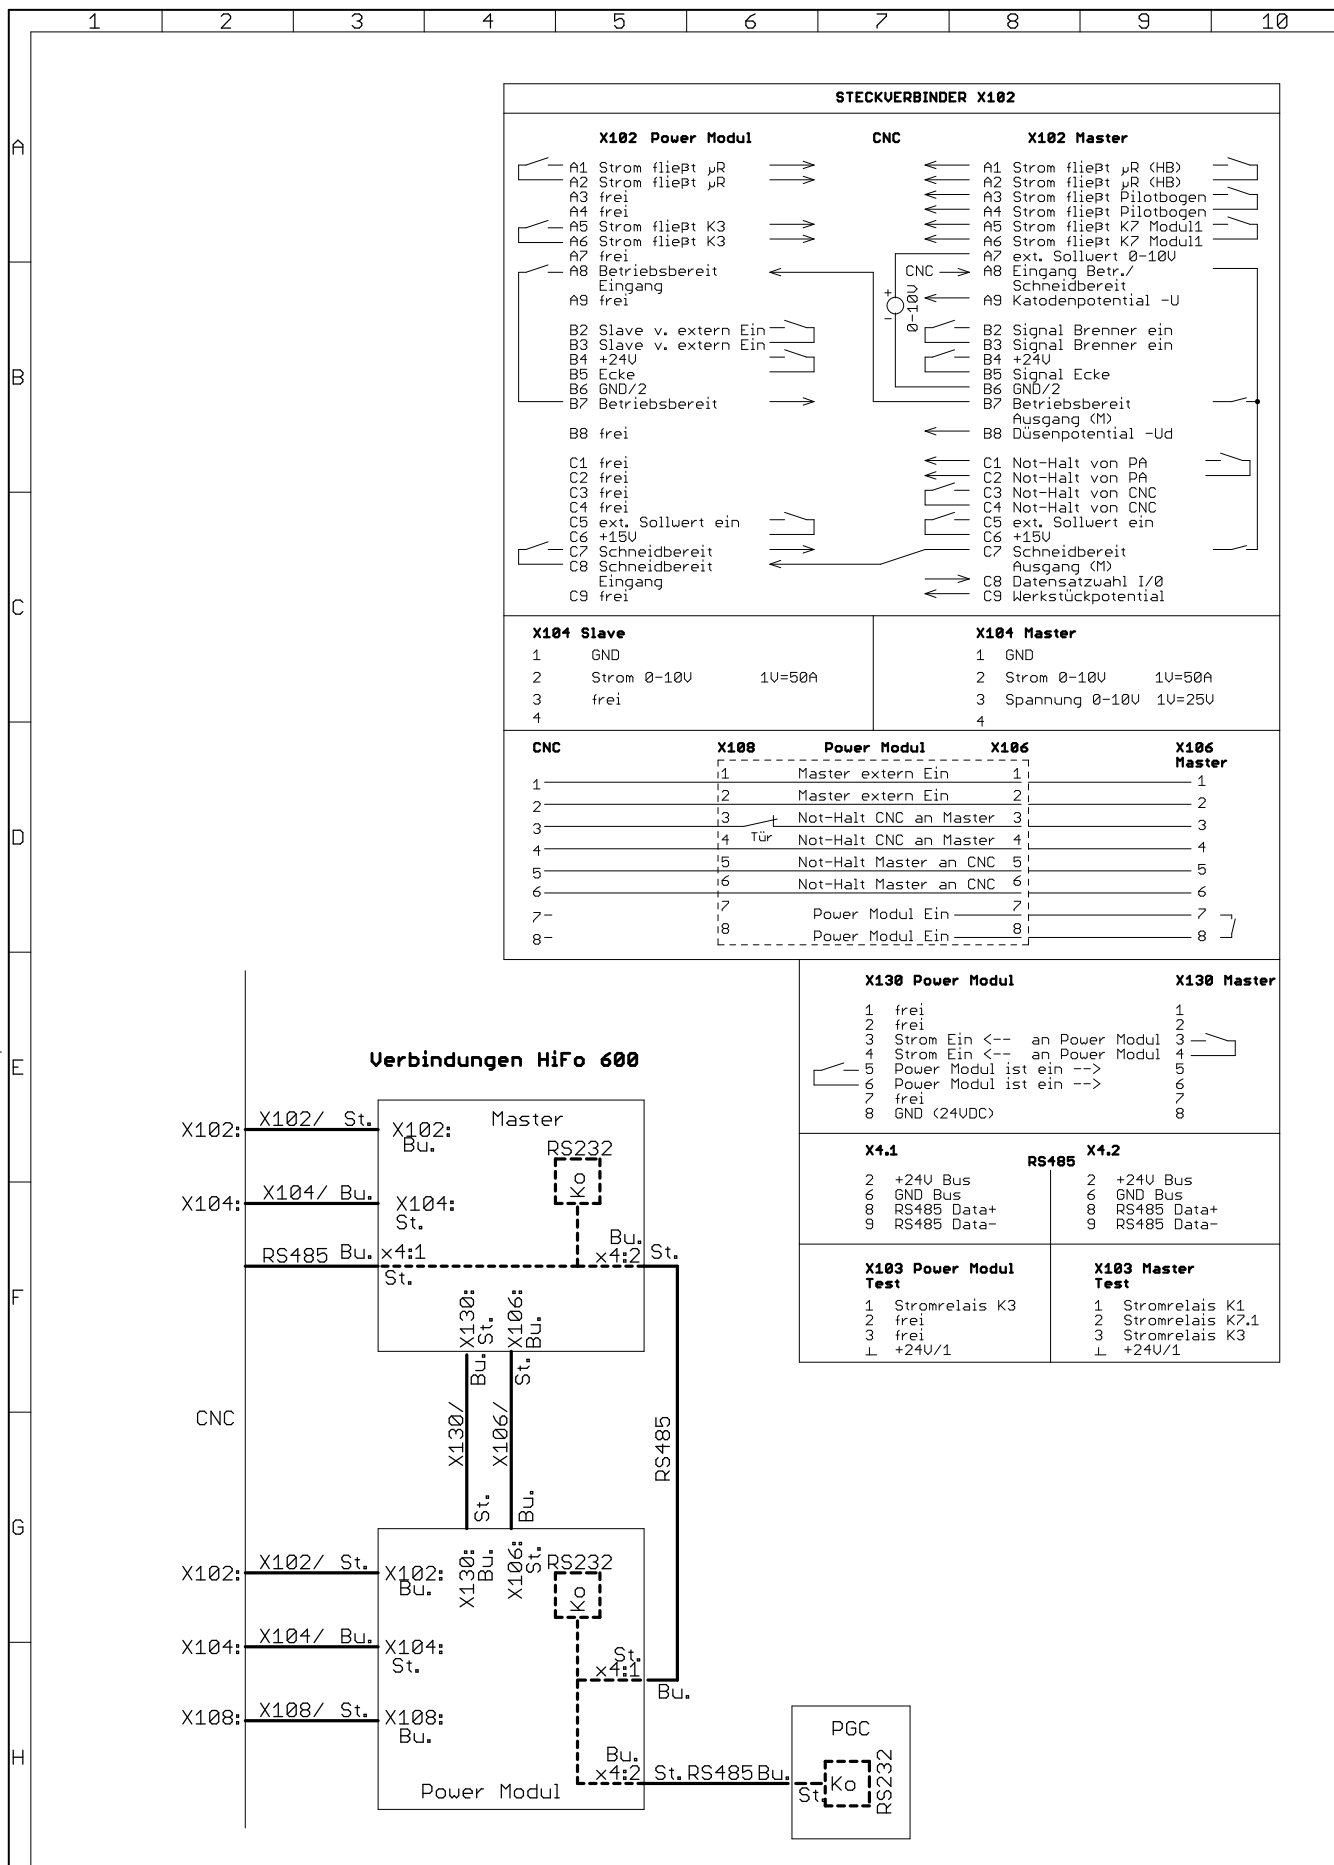 1 2 3 4 5 6 7 8 9 10
A
B
C
D
E
F
G
H
STECKVERBINDER X102
X102 Power Modul
A1 Strom fließt µR
A2 Strom fließt µR
A3 frei
A4 frei
A5 Strom fließt K3
A6 Strom fließt K3
A7 frei
A8 Betriebsbereit
Eingang
A9 frei
B2 Slave v. extern Ein
B3 Slave v. extern Ein
B4 +24V
B5 Ecke
B6 GND/2
B7 Betriebsbereit
B8 frei
C1 frei
C2 frei
C3 frei
C4 frei
C5 ext. Sollwert ein
C6 +15V
C7 Schneidbereit
C8 Schneidbereit
Eingang
C9 frei
CNC
CNC
+
-
0-10V
X102 Master
A1 Strom fließt µR (HB)
A2 Strom fließt µR (HB)
A3 Strom fließt Pilotbogen
A4 Strom fließt Pilotbogen
A5 Strom fließt K7 Modul1
A6 Strom fließt K7 Modul1
A7 ext. Sollwert 0-10V
A8 Eingang Betr./
Schneidbereit
A9 Katodenpotential -U
B2 Signal Brenner ein
B3 Signal Brenner ein
B4 +24V
B5 Signal Ecke
B6 GND/2
B7 Betriebsbereit
Ausgang (M)
B8 Düsenpotential -Ud
C1 Not-Halt von PA
C2 Not-Halt von PA
C3 Not-Halt von CNC
C4 Not-Halt von CNC
C5 ext. Sollwert ein
C6 +15V
C7 Schneidbereit
Ausgang (M)
C8 Datensatzwahl I/0
C9 Werkstückpotential
X104 Slave
1 GND
2 Strom 0-10V 1V=50A
3 frei
4
X104 Master
1 GND
2 Strom 0-10V 1V=50A
3 Spannung 0-10V 1V=25V
4
CNC X108 Power Modul X106 X106
Master
1 1 Master extern Ein 1 1
2 2 Master extern Ein 2 2
3 3 Not-Halt CNC an Master 3 3
Tür
4 4 Not-Halt CNC an Master 4 4
5 5 Not-Halt Master an CNC 5 5
6 6 Not-Halt Master an CNC 6 6
7 7 Power Modul Ein 7 7
8 8 Power Modul Ein 8 8
X130 Power Modul X130 Master
1 frei 1
2 frei 2
3 Strom Ein <-- an Power Modul 3
4 Strom Ein <-- an Power Modul 4
5 Power Modul ist ein --> 5
6 Power Modul ist ein --> 6
7 frei 7
8 GND (24VDC) 8
X4.1 RS485 X4.2
2 +24V Bus 2 +24V Bus
6 GND Bus 6 GND Bus
8 RS485 Data+ 8 RS485 Data+
9 RS485 Data- 9 RS485 Data-
X103 Power Modul
Test
1 Stromrelais K3
2 frei
3 frei
⊥ +24V/1
X103 Master
Test
1 Stromrelais K1
2 Stromrelais K7.1
3 Stromrelais K3
⊥ +24V/1
Verbindungen HiFo 600
Master
X102: X102/ St. X102:
Bu.
RS232
Ko
X104: X104/ Bu. X104:
St.
RS485 Bu. x4:1
St.
Bu.
x4:2 St.
X130:
St.
X106:
Bu.
Bu.
St.
X130/
X106/
RS485
CNC
St.
Bu.
X130:
Bu.
X106:
St.
RS232
Ko
X102: X102/ St. X102:
Bu.
X104: X104/ Bu. X104:
St.
St.
x4:1
Bu.
X108: X108/ St. X108:
Bu.
Bu.
x4:2 St. RS485 Bu.
Power Modul
PGC
St.
Ko
RS232